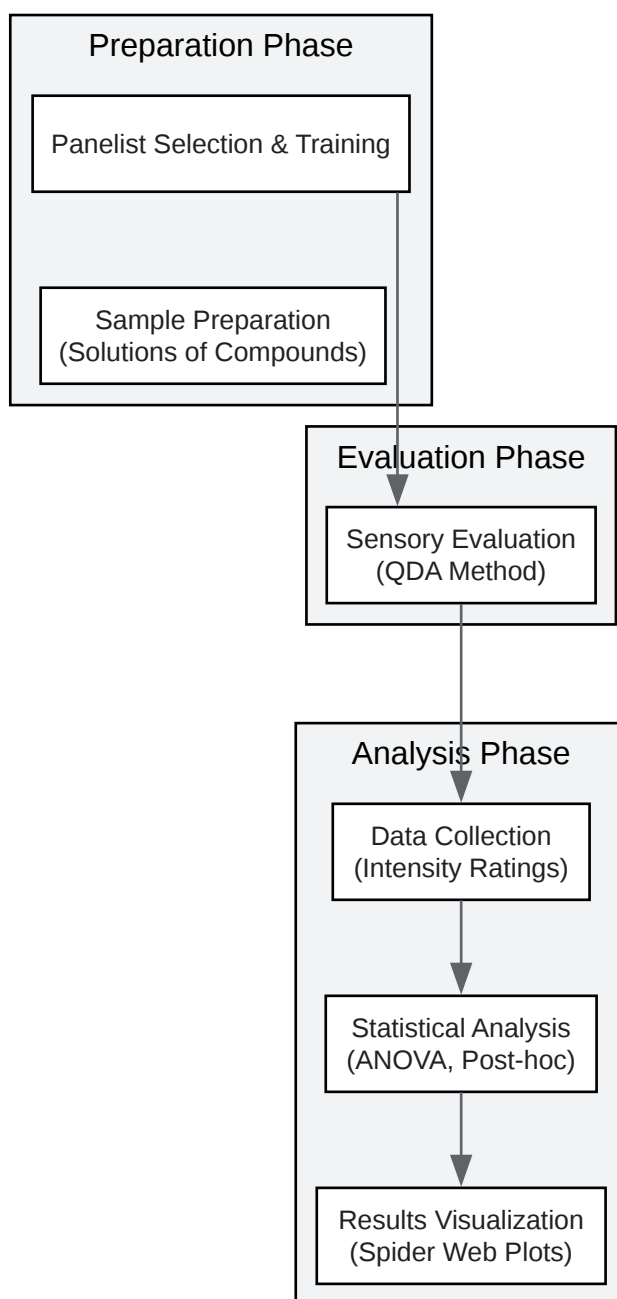 Preparation Phase
Panelist Selection & Training
Sample Preparation
(Solutions of Compounds)
Evaluation Phase
Sensory Evaluation
(QDA Method)
Analysis Phase
Data Collection
(Intensity Ratings)
Statistical Analysis
(ANOVA, Post-hoc)
Results Visualization
(Spider Web Plots)